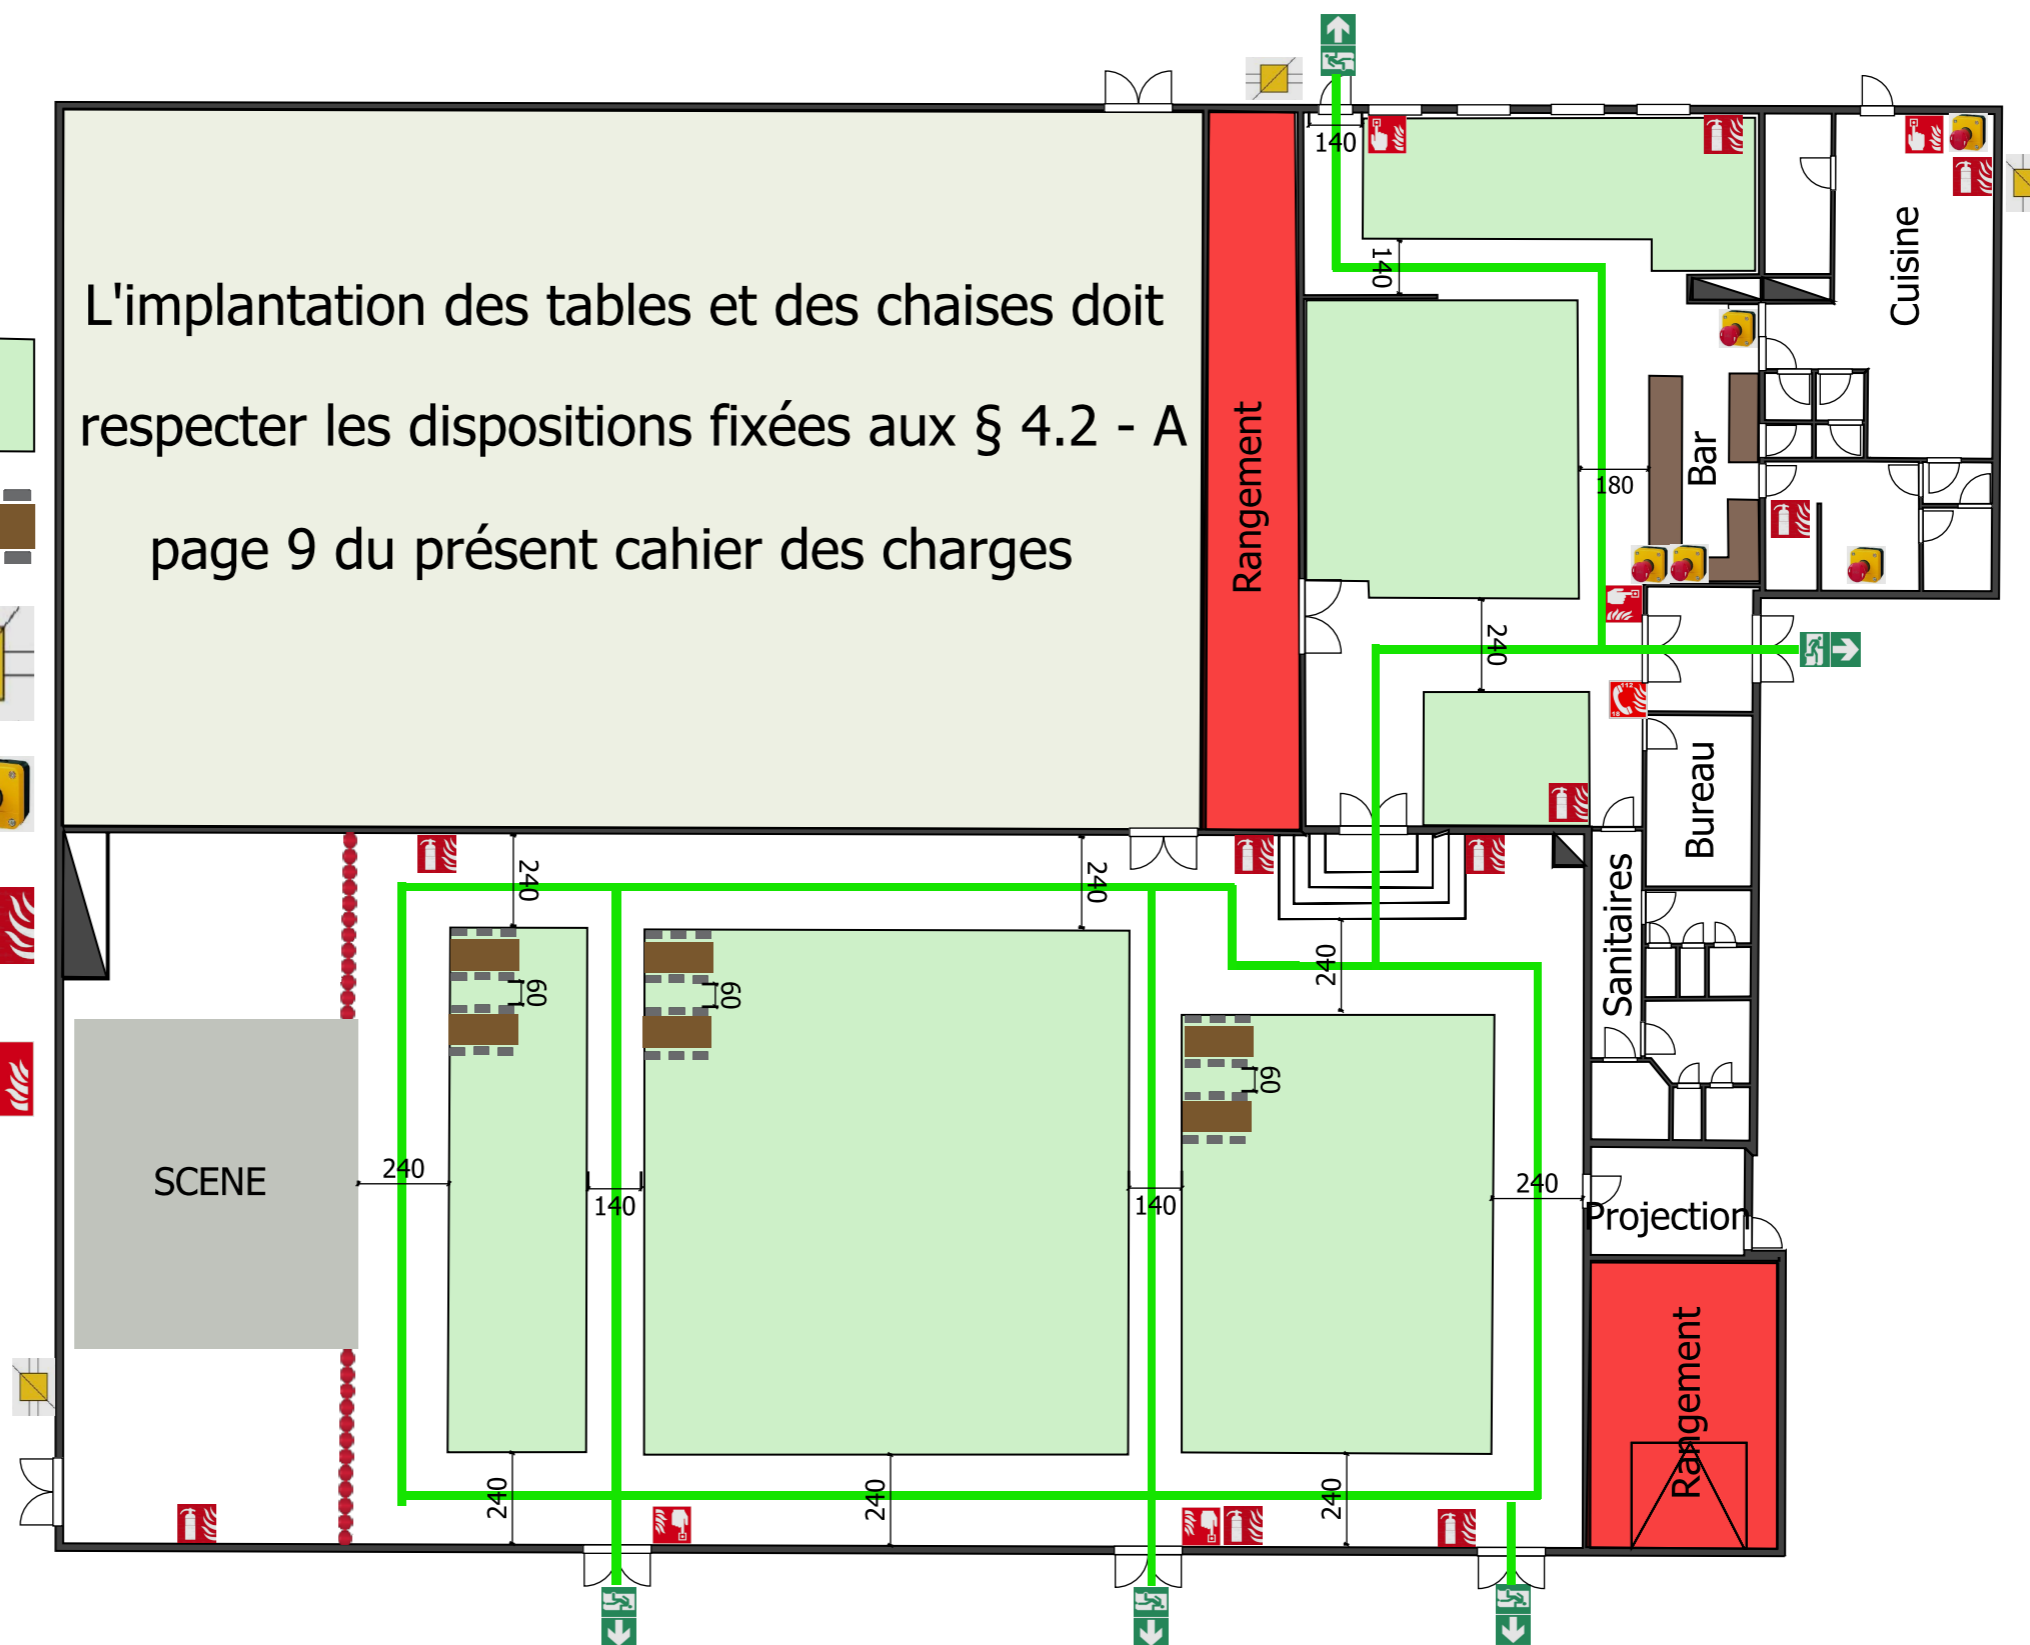 L'implantation des tables et des chaises doit
respecter les dispositions fixées aux § 4.2 - A
page 9 du présent cahier des charges
Rangement
140
140
Cuisine
Bar
180
240
112
18
Bureau
Sanitaires
240
240
240
60
60
60
SCENE
240
140
140
240
Projection
Rangement
240
240
240